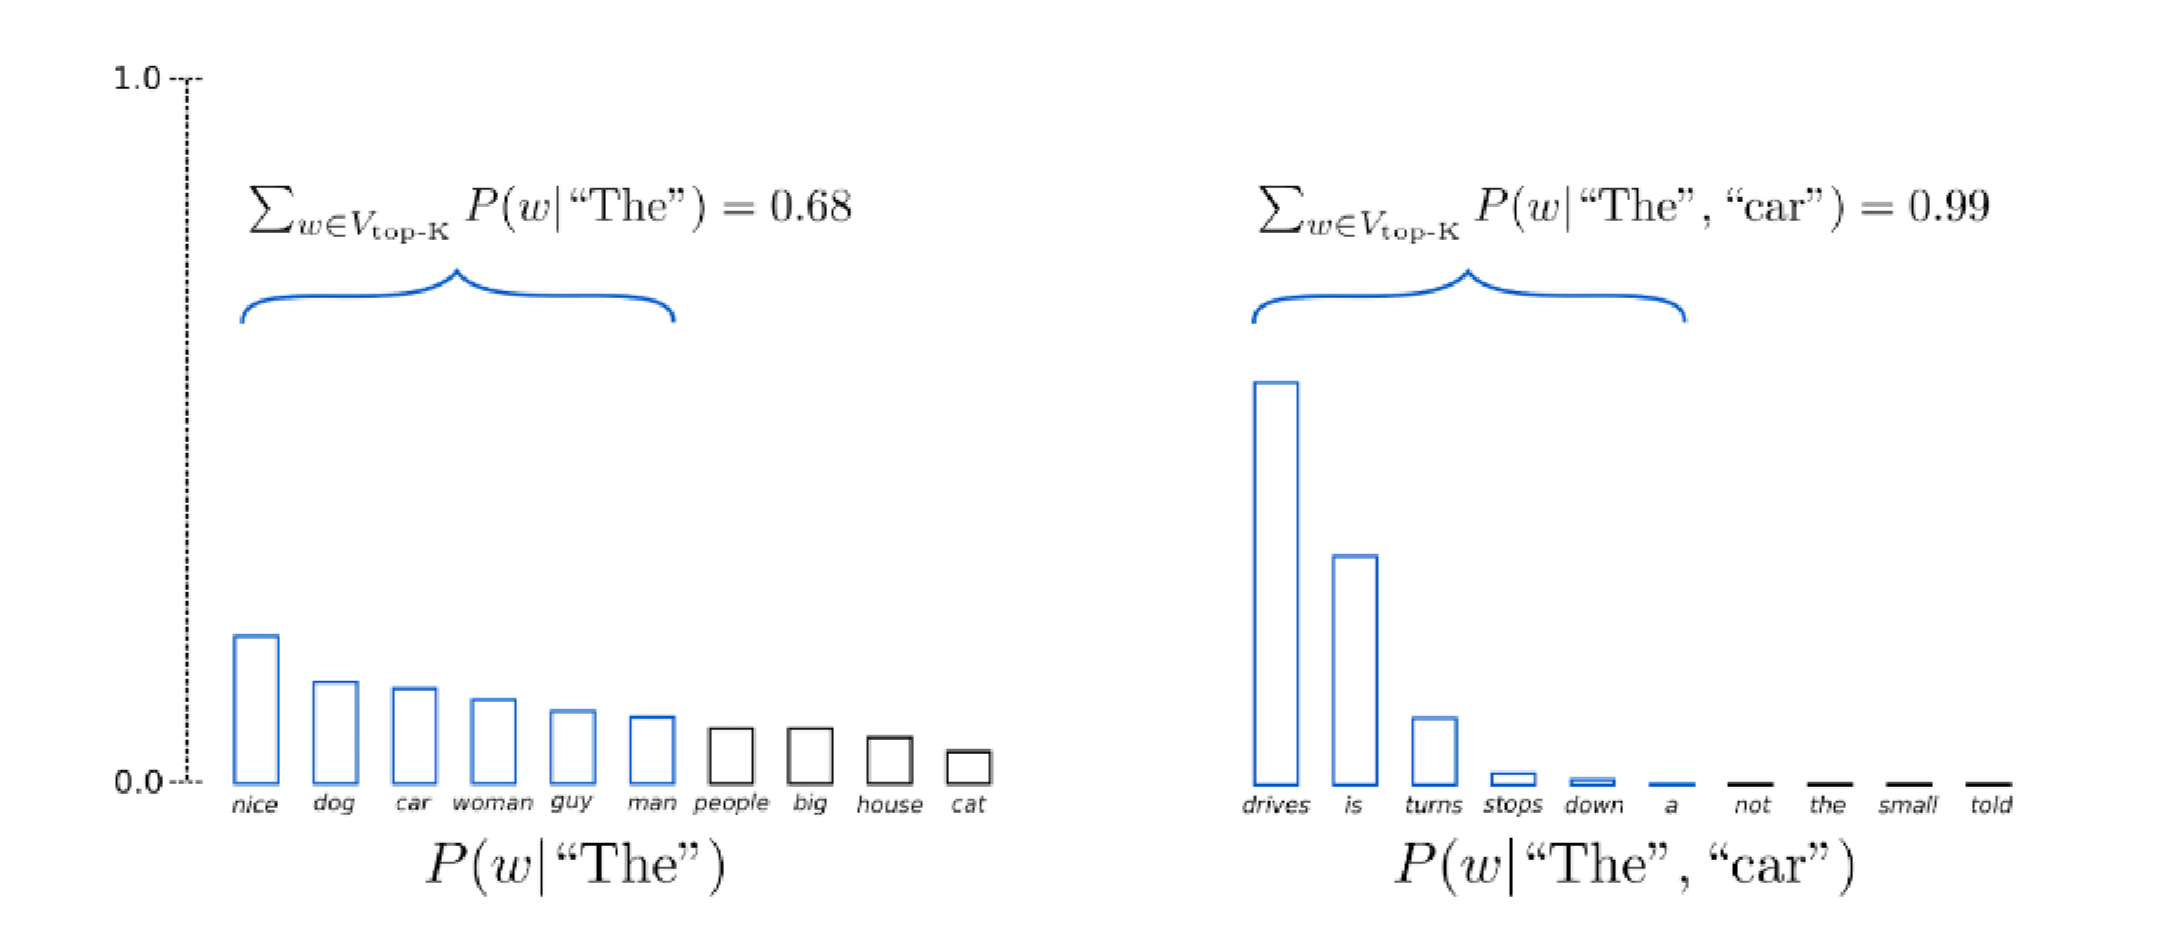 1.0
∑w∈Vtop-K P(w|“The”) = 0.68
0.0
nice dog car woman guy man people big house cat
P(w|“The”)
∑w∈Vtop-K P(w|“The”, “car”) = 0.99
drives is turns stops down a not the small told
P(w|“The”, “car”)